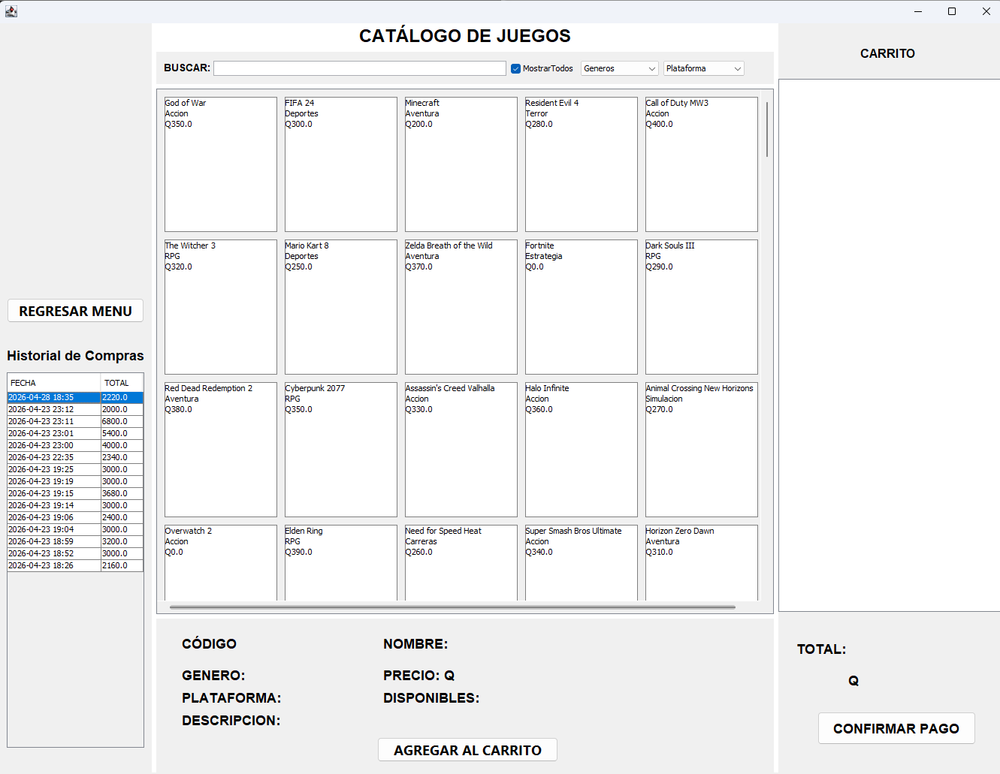 CATÁLOGO DE JUEGOS
BUSCAR:
MostrarTodos
Generos
Plataforma
God of War
Accion
Q350.0
FIFA 24
Deportes
Q300.0
Minecraft
Aventura
Q200.0
Resident Evil 4
Terror
Q280.0
Call of Duty MW3
Accion
Q400.0
The Witcher 3
RPG
Q320.0
Mario Kart 8
Deportes
Q250.0
Zelda Breath of the Wild
Aventura
Q370.0
Fortnite
Estrategia
Q0.0
Dark Souls III
RPG
Q290.0
Red Dead Redemption 2
Aventura
Q380.0
Cyberpunk 2077
RPG
Q350.0
Assassin's Creed Valhalla
Accion
Q330.0
Halo Infinite
Accion
Q360.0
Animal Crossing New Horizons
Simulacion
Q270.0
Overwatch 2
Accion
Q0.0
Elden Ring
RPG
Q390.0
Need for Speed Heat
Carreras
Q260.0
Super Smash Bros Ultimate
Accion
Q340.0
Horizon Zero Dawn
Aventura
Q310.0
REGRESAR MENU
Historial de Compras
FECHA TOTAL
2026-04-28 18:35 2220.0
2026-04-23 23:12 2000.0
2026-04-23 23:11 6800.0
2026-04-23 23:01 5400.0
2026-04-23 23:00 4000.0
2026-04-23 22:35 2340.0
2026-04-23 19:25 3000.0
2026-04-23 19:19 3000.0
2026-04-23 19:15 3680.0
2026-04-23 19:14 3000.0
2026-04-23 19:06 2400.0
2026-04-23 19:04 3000.0
2026-04-23 18:59 3200.0
2026-04-23 18:52 3000.0
2026-04-23 18:26 2160.0
CÓDIGO
NOMBRE:
GENERO:
PRECIO: Q
PLATAFORMA:
DISPONIBLES:
DESCRIPCION:
AGREGAR AL CARRITO
CARRITO
TOTAL:
Q
CONFIRMAR PAGO